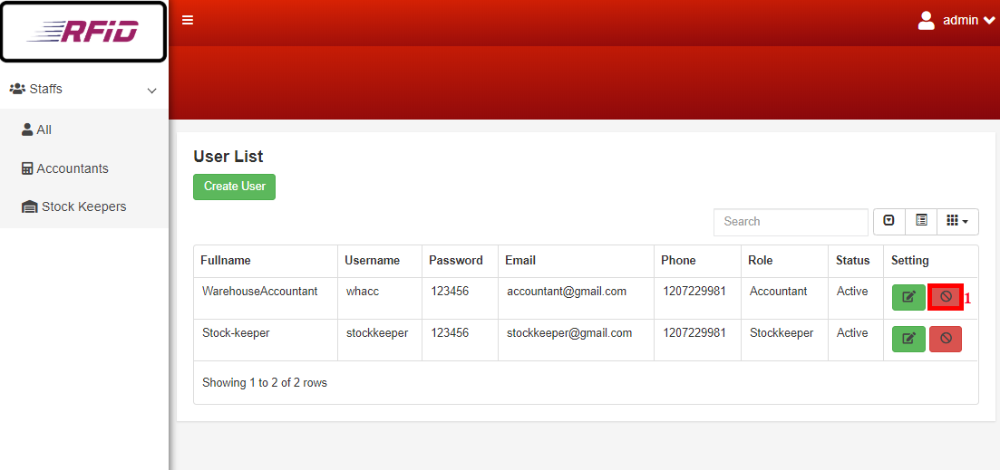 RFiD
admin
Staffs
All
Accountants
Stock Keepers
User List
Create User
Search
Fullname Username Password Email Phone Role Status Setting
WarehouseAccountant whacc 123456 accountant@gmail.com 1207229981 Accountant Active 1
Stock-keeper stockkeeper 123456 stockkeeper@gmail.com 1207229981 Stockkeeper Active
Showing 1 to 2 of 2 rows